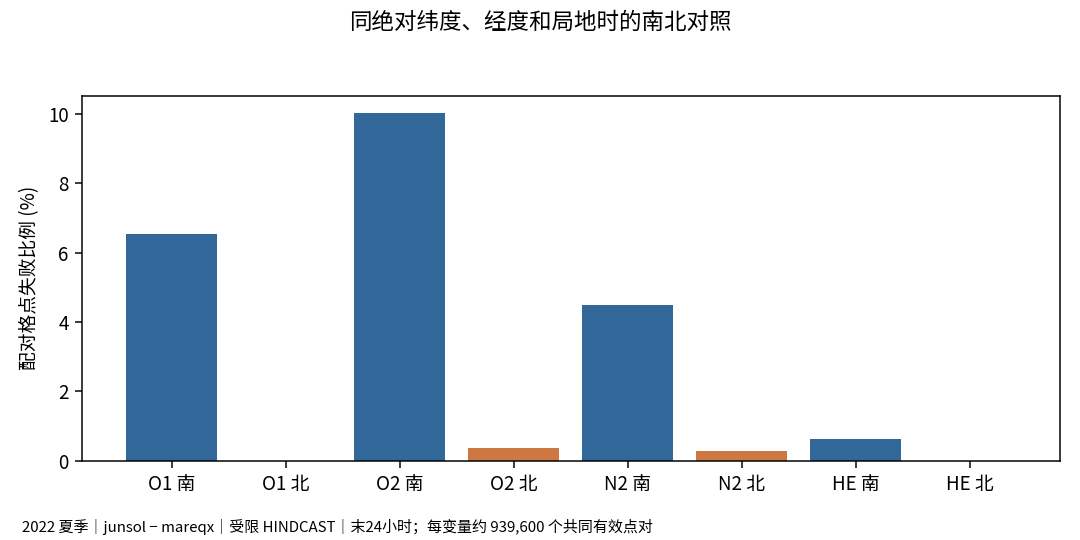 同绝对纬度、经度和局地时的南北对照
配对格点失败比例 (%)
10
8
6
4
2
0
O1 南 O1 北 O2 南 O2 北 N2 南 N2 北 HE 南 HE 北
2022 夏季｜junsol − mareqx｜受限 HINDCAST｜末24小时；每变量约 939,600 个共同有效点对